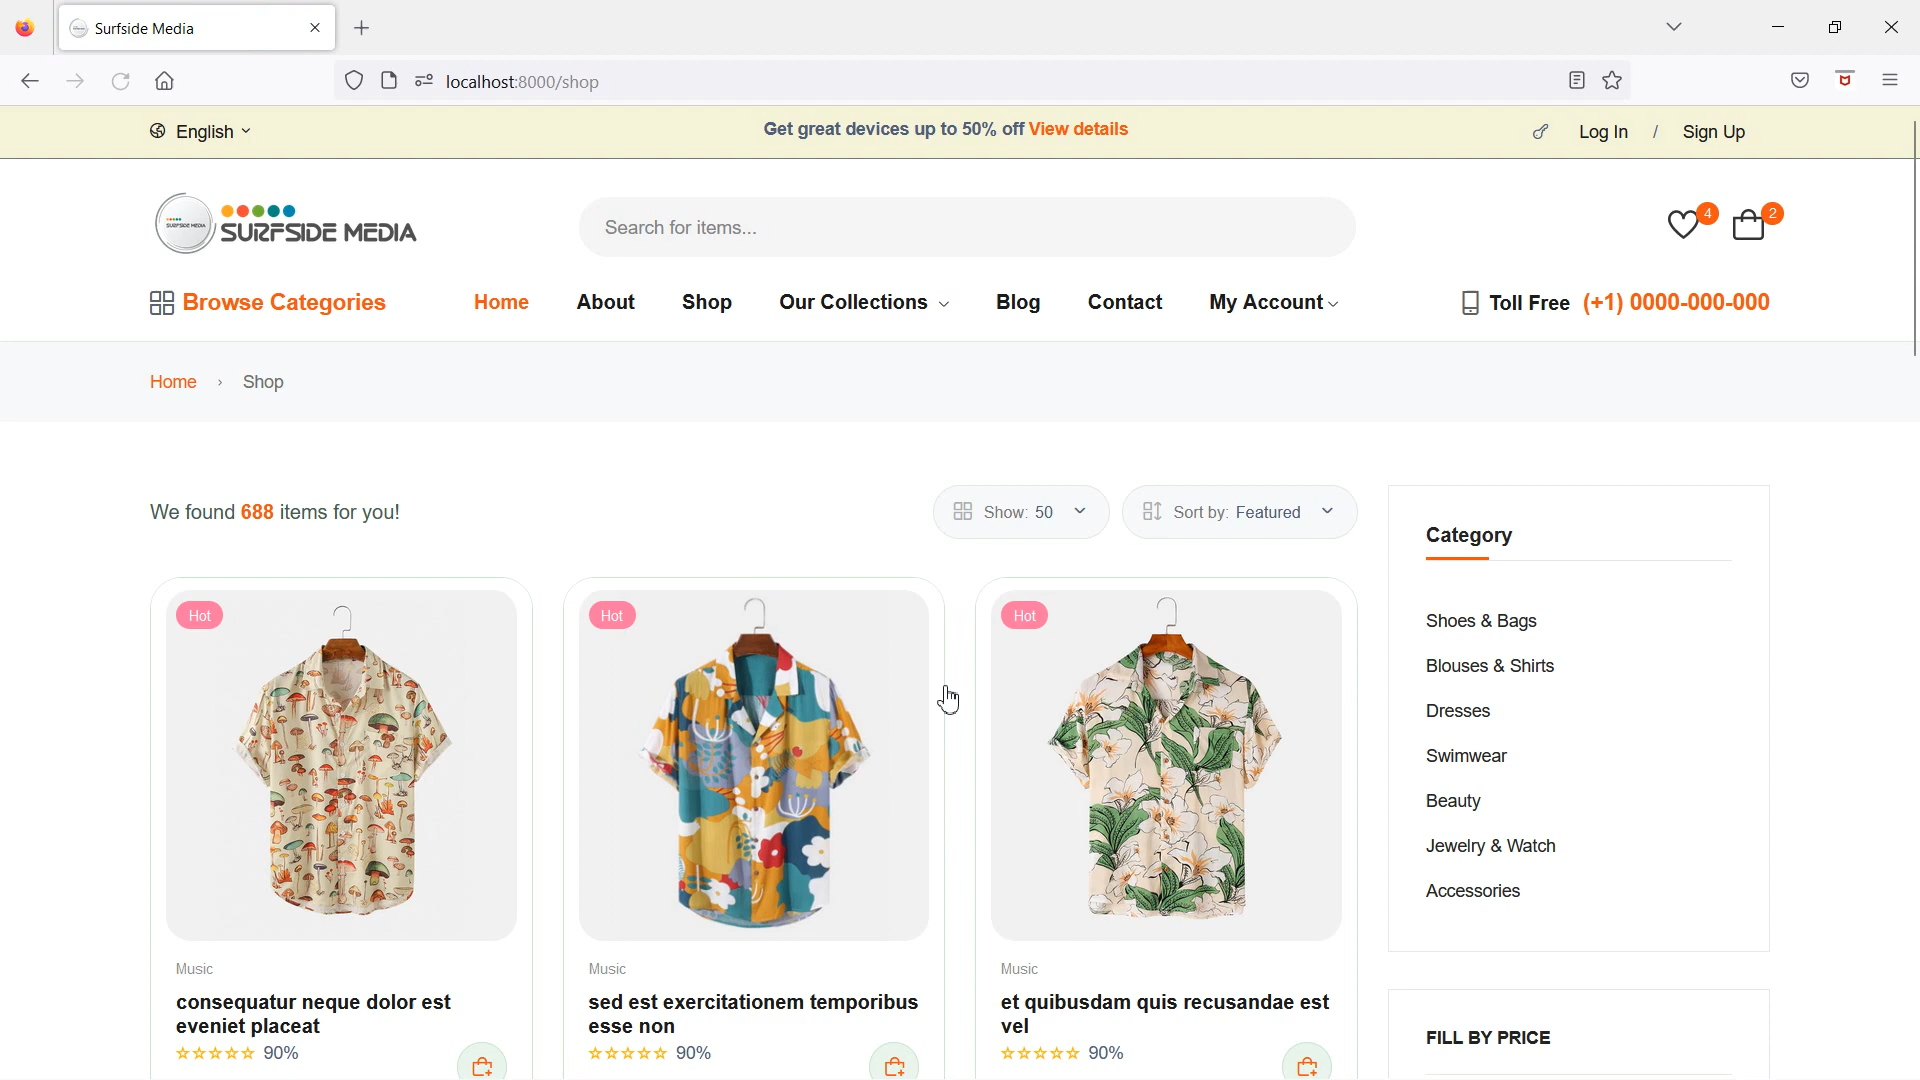 Surfside Media
localhost:8000/shop
English
Get great devices up to 50% off View details
Log In / Sign Up
SURFSIDE MEDIA
SURFSIDE MEDIA
Search for items...
4
2
Browse Categories
Home
About
Shop
Our Collections
Blog
Contact
My Account
Toll Free (+1) 0000-000-000
Home › Shop
We found 688 items for you!
Show: 50
Sort by: Featured
Category
Shoes & Bags
Blouses & Shirts
Dresses
Swimwear
Beauty
Jewelry & Watch
Accessories
FILL BY PRICE
Hot
Music
consequatur neque dolor est
eveniet placeat
90%
Hot
Music
sed est exercitationem temporibus
esse non
90%
Hot
Music
et quibusdam quis recusandae est
vel
90%